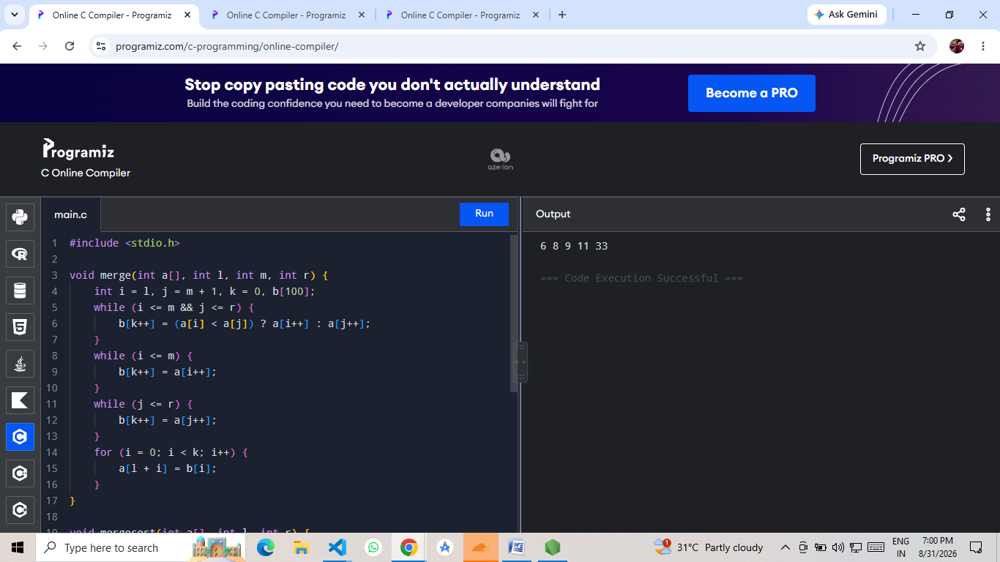 Online C Compiler - Programiz
Online C Compiler - Programiz
Online C Compiler - Programiz
Ask Gemini
programiz.com/c-programming/online-compiler/
Stop copy pasting code you don't actually understand
Build the coding confidence you need to become a developer companies will fight for
Become a PRO
Programiz
C Online Compiler
azerion
Programiz PRO
main.c
Run
Output
1 #include <stdio.h>
2
3 void merge(int a[], int l, int m, int r) {
4     int i = l, j = m + 1, k = 0, b[100];
5     while (i <= m && j <= r) {
6         b[k++] = (a[i] < a[j]) ? a[i++] : a[j++];
7     }
8     while (i <= m) {
9         b[k++] = a[i++];
10     }
11     while (j <= r) {
12         b[k++] = a[j++];
13     }
14     for (i = 0; i < k; i++) {
15         a[l + i] = b[i];
16     }
17 }
18
19 void mergesort(int a[], int l, int r) {
6 8 9 11 33
=== Code Execution Successful ===
Type here to search
1
31°C Partly cloudy
ENG
IN
7:00 PM
8/31/2026